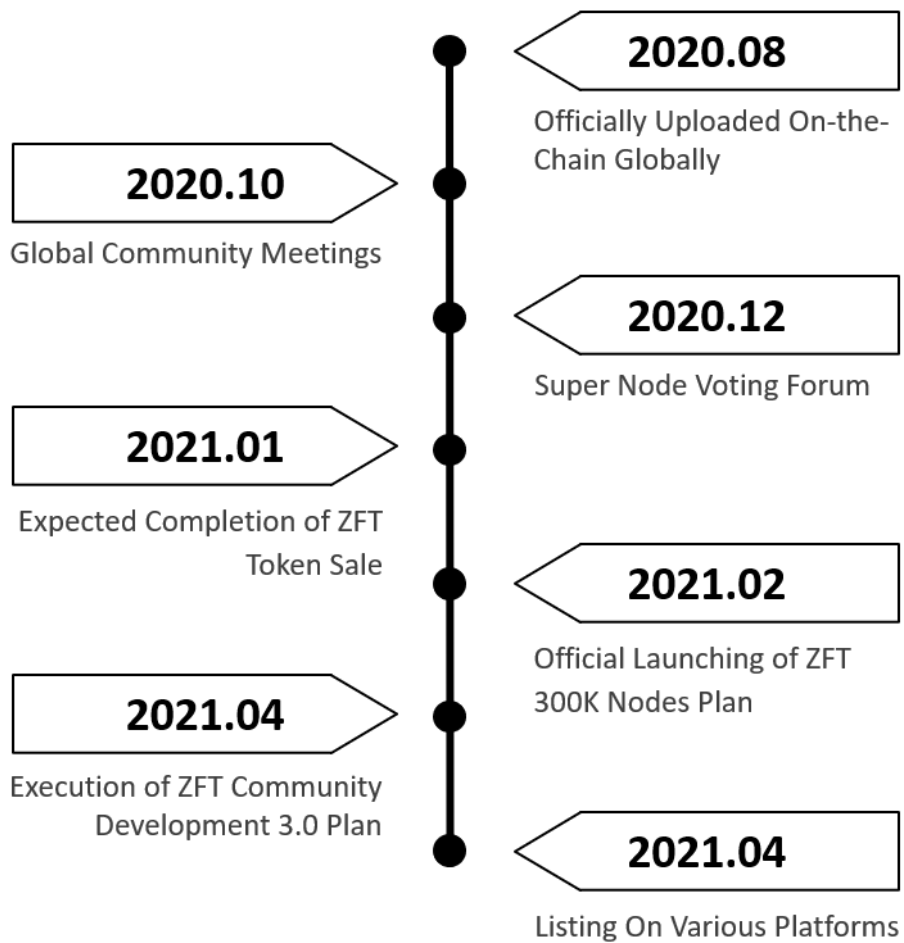 2020.08
Officially Uploaded On-the-
Chain Globally
2020.10
Global Community Meetings
2020.12
Super Node Voting Forum
2021.01
Expected Completion of ZFT
Token Sale
2021.02
Official Launching of ZFT
300K Nodes Plan
2021.04
Execution of ZFT Community
Development 3.0 Plan
2021.04
Listing On Various Platforms